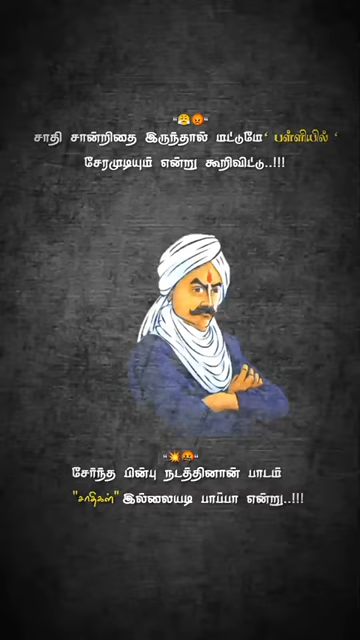 "😤😡"
சாதி சான்றிதை இருந்தால் மட்டுமே ‘ பள்ளியில் ‘
சேரமுடியும் என்று கூறிவிட்டு..!!!
"💥🤬"
சேர்ந்த பின்பு நடத்தினான் பாடம்
"சாதிகள்" இல்லையடி பாப்பா என்று..!!!